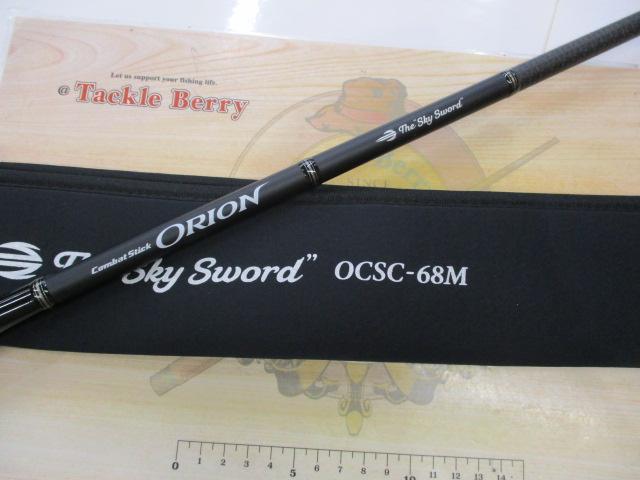 Let us support your fishing life.
@ Tackle Berry
The "Sky Sword"
SINCE
Combat Stick ORION
Sky Sword" OCSC-68M
0 1 2 3 4 5 6 7 8 9 10 11 12 13 14